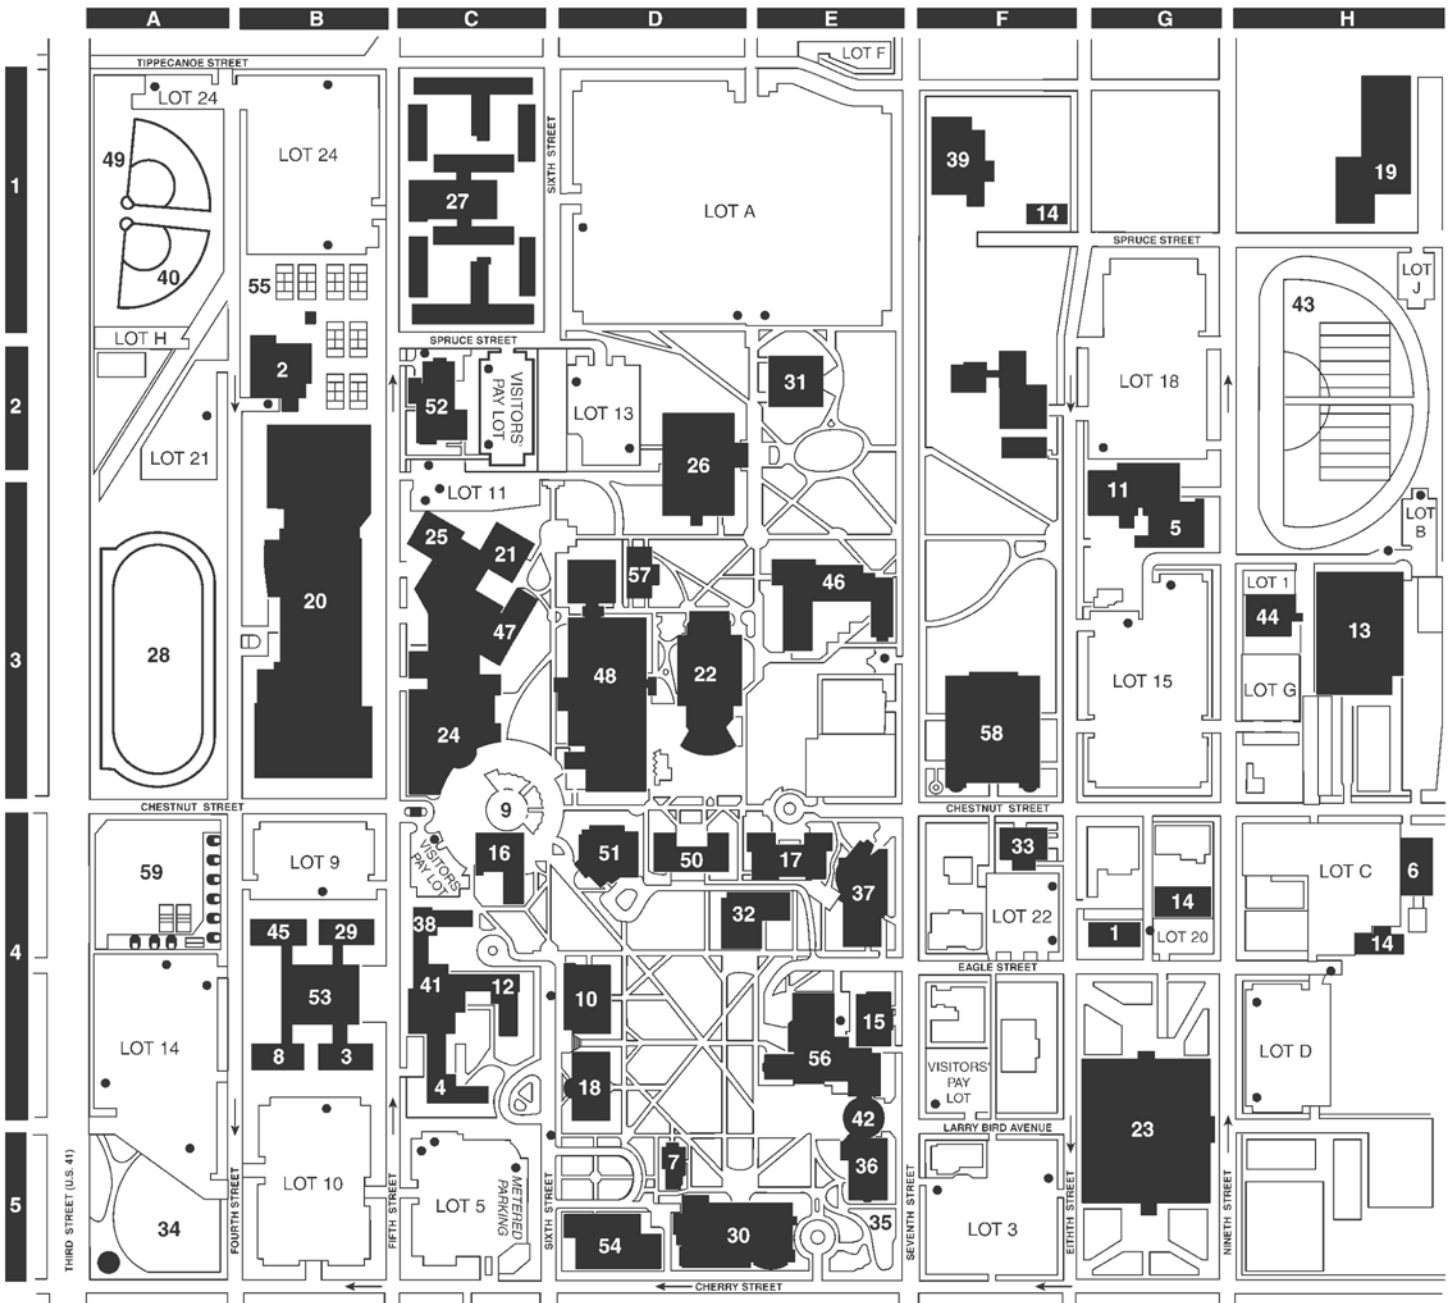 A B C D E F G H
LOT F
TIPPECANOE STREET
LOT 24
LOT 24
49
39
19
1
27
SIXTH STREET
LOT A
14
SPRUCE STREET
40
55
LOT
J
43
LOT H
SPRUCE STREET
2
31
LOT 18
2
52
VISITORS'
PAY LOT
LOT 13
LOT 21
26
LOT 11
11
5
LOT
B
25
21
57
46
LOT 1
20
44
13
47
28
3
48
22
LOT 15
LOT G
24
58
CHESTNUT STREET
CHESTNUT STREET
9
VISITORS'
PAY LOT
16
51
50
17
33
LOT 9
59
LOT C
6
37
14
32
LOT 22
38
45
29
1
LOT 20
14
4
EAGLE STREET
41
12
53
10
15
LOT 14
LOT D
8
3
56
VISITORS'
PAY
LOT
4
18
42
LARRY BIRD AVENUE
23
7
36
LOT 10
LOT 5
METERED
PARKING
5
34
35
LOT 3
54
30
THIRD STREET (U.S. 41)
FOURTH STREET
FIFTH STREET
SIXTH STREET
SEVENTH STREET
EIHTH STREET
NINETH STREET
CHERRY STREET